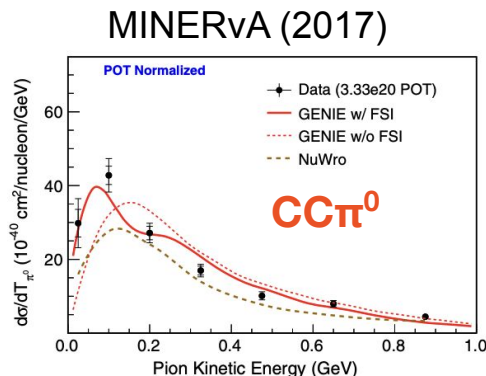 MINERvA (2017)
POT Normalized
Data (3.33e20 POT)
GENIE w/ FSI
GENIE w/o FSI
NuWro
CCπ⁰
60
40
20
dσ/dT_π⁰ (10⁻⁴⁰ cm²/nucleon/GeV)
0.0 0.2 0.4 0.6 0.8 1.0
Pion Kinetic Energy (GeV)